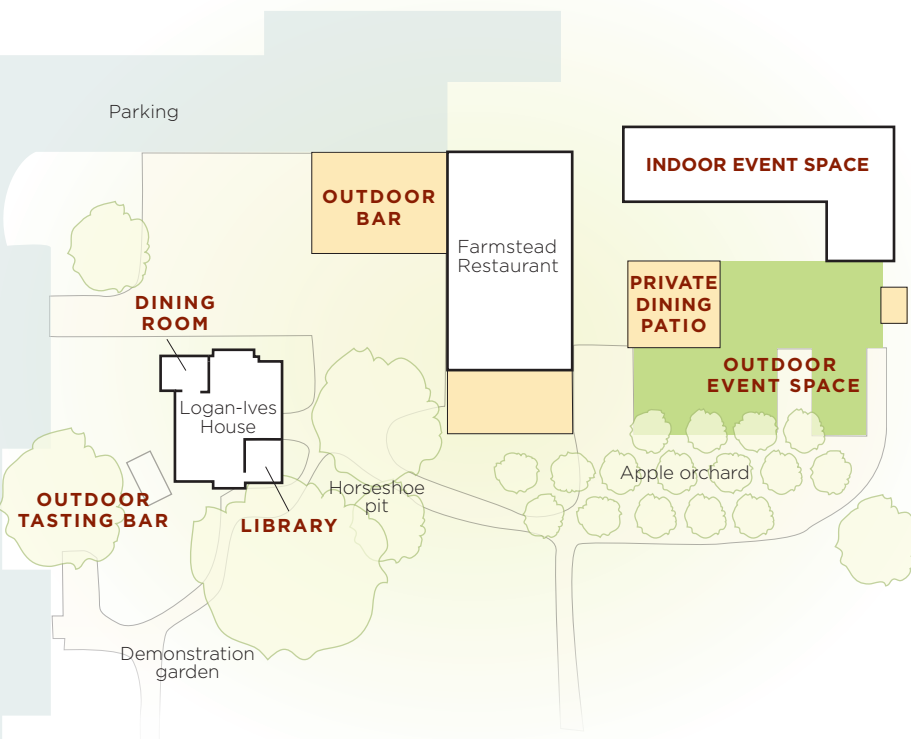 Parking
INDOOR EVENT SPACE
OUTDOOR
BAR
Farmstead
Restaurant
PRIVATE
DINING
PATIO
DINING
ROOM
OUTDOOR
EVENT SPACE
Logan-Ives
House
Apple orchard
Horseshoe
pit
OUTDOOR
TASTING BAR
LIBRARY
Demonstration
garden